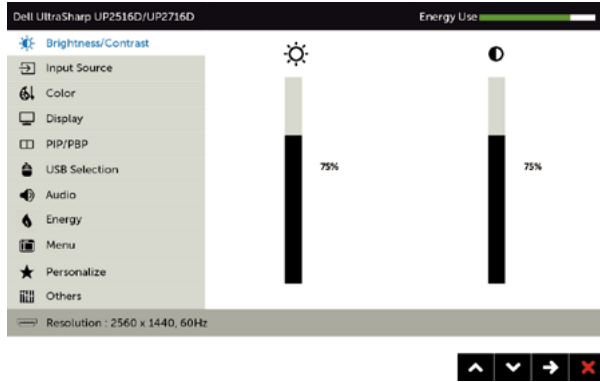 Dell UltraSharp UP2516D/UP2716D Energy Use
Brightness/Contrast
Input Source
Color
Display
PIP/PBP
USB Selection
75% 75%
Audio
Energy
Menu
Personalize
Others
Resolution : 2560 x 1440, 60Hz